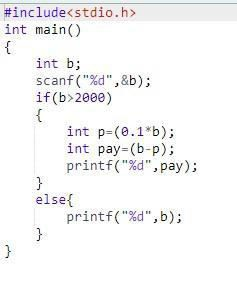 #include<stdio.h>
int main()
{
    int b;
    scanf("%d",&b);
    if(b>2000)
    {
        int p=(0.1*b);
        int pay=(b-p);
        printf("%d",pay);
    }
    else{
        printf("%d",b);
    }
}